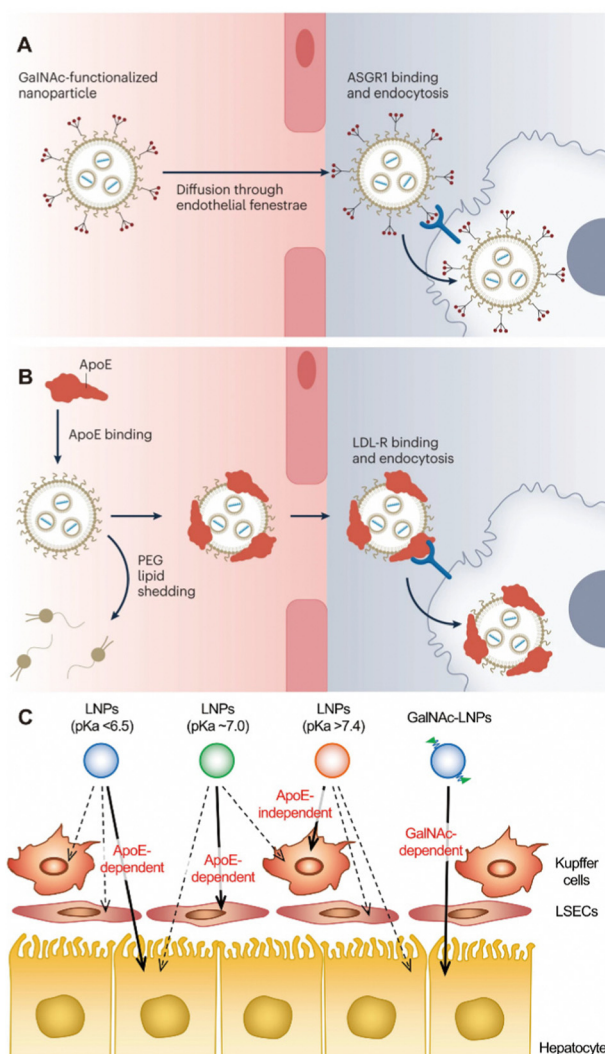 A
GalNAc-functionalized
nanoparticle
ASGR1 binding
and endocytosis
Diffusion through
endothelial fenestrae
B
ApoE
ApoE binding
LDL-R binding
and endocytosis
PEG
lipid
shedding
C
LNPs
(pKa <6.5)
LNPs
(pKa ~7.0)
LNPs
(pKa >7.4)
GalNAc-LNPs
ApoE-
independent
ApoE-
dependent
ApoE-
dependent
GalNAc-
dependent
Kupffer
cells
LSECs
Hepatocyte